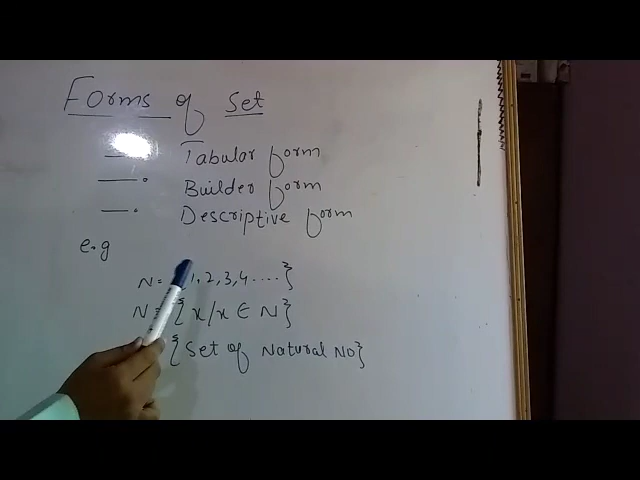 Forms of Set
—. Tabular form
—. Builder form
—. Descriptive form
e.g
N= 1, 2, 3, 4 ....}
N= {x/x ∈ N}
{Set of Natural No}